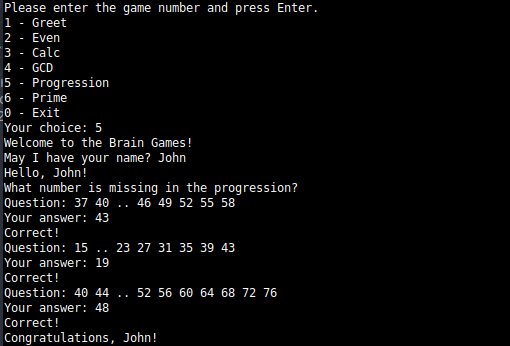 Please enter the game number and press Enter.
1 - Greet
2 - Even
3 - Calc
4 - GCD
5 - Progression
6 - Prime
0 - Exit
Your choice: 5
Welcome to the Brain Games!
May I have your name? John
Hello, John!
What number is missing in the progression?
Question: 37 40 .. 46 49 52 55 58
Your answer: 43
Correct!
Question: 15 .. 23 27 31 35 39 43
Your answer: 19
Correct!
Question: 40 44 .. 52 56 60 64 68 72 76
Your answer: 48
Correct!
Congratulations, John!